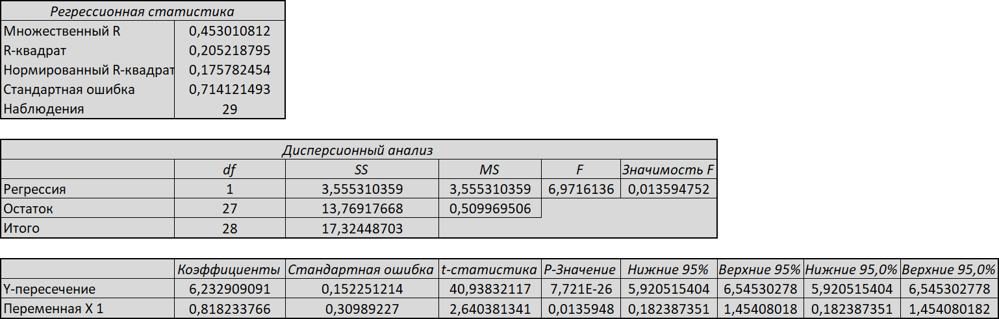 Регрессионная статистика
Множественный R 0,453010812
R-квадрат 0,205218795
Нормированный R-квадрат 0,175782454
Стандартная ошибка 0,714121493
Наблюдения 29
Дисперсионный анализ
df SS MS F Значимость F
Регрессия 1 3,555310359 3,555310359 6,9716136 0,013594752
Остаток 27 13,76917668 0,509969506
Итого 28 17,32448703
Коэффициенты Стандартная ошибка t-статистика P-Значение Нижние 95% Верхние 95% Нижние 95,0% Верхние 95,0%
Y-пересечение 6,232909091 0,152251214 40,93832117 7,721E-26 5,920515404 6,54530278 5,920515404 6,545302778
Переменная X 1 0,818233766 0,30989227 2,640381341 0,0135948 0,182387351 1,45408018 0,182387351 1,454080182